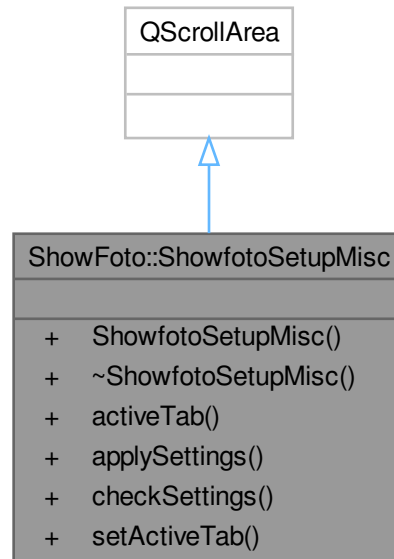 QScrollArea
ShowFoto::ShowfotoSetupMisc
+ ShowfotoSetupMisc()
+ ~ShowfotoSetupMisc()
+ activeTab()
+ applySettings()
+ checkSettings()
+ setActiveTab()